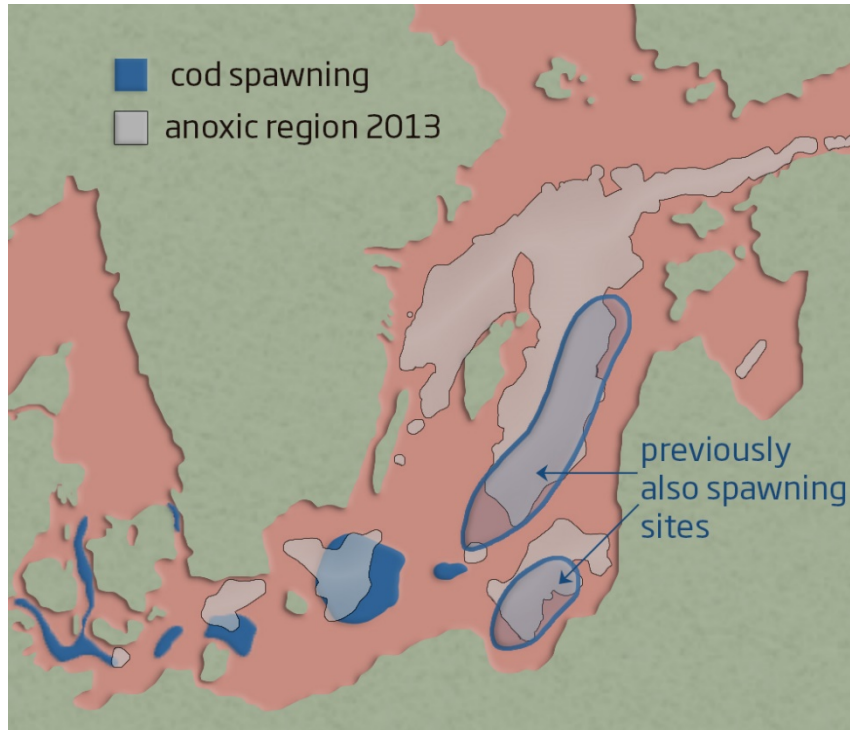 cod spawning
anoxic region 2013
previously
also spawning
sites